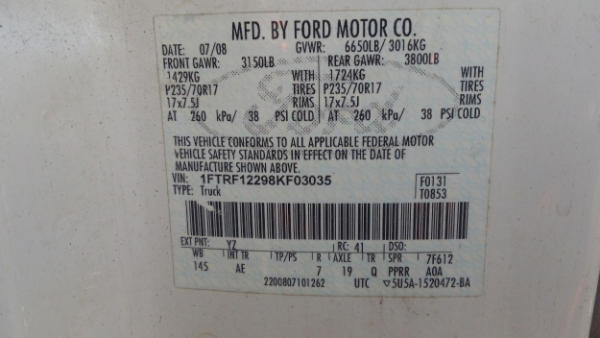 MFD. BY FORD MOTOR CO.
DATE: 07/08 GVWR: 6650LB/ 3016KG
FRONT GAWR: 3150LB REAR GAWR: 3800LB
1429KG WITH 1724KG WITH
P235/70R17 TIRES P235/70R17 TIRES
17x7.5J RIMS 17x7.5J RIMS
AT 260 kPa/ 38 PSI COLD AT 260 kPa/ 38 PSI COLD
THIS VEHICLE CONFORMS TO ALL APPLICABLE FEDERAL MOTOR
VEHICLE SAFETY STANDARDS IN EFFECT ON THE DATE OF
MANUFACTURE SHOWN ABOVE.
VIN: 1FTRF12298KF03035 F0131
TYPE: Truck T0853
EXT PNT: YZ RC: 41 DSO:
WB INT TR TP/PS R AXLE TR SPR 7F612
145 AE 7 19 Q PPRR A0A
2200807101262 UTC ▽5U5A-1520472-BA